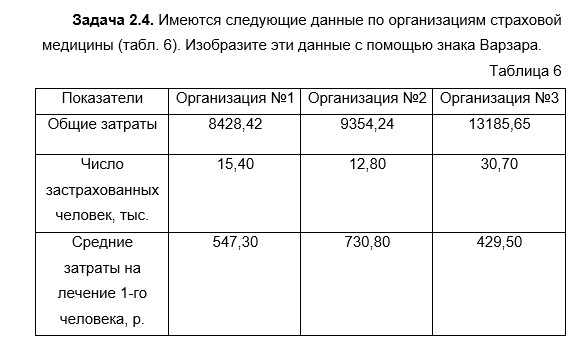 Задача 2.4. Имеются следующие данные по организациям страховой
медицины (табл. 6). Изобразите эти данные с помощью знака Варзара.
Таблица 6
Показатели Организация №1 Организация №2 Организация №3
Общие затраты 8428,42 9354,24 13185,65
Число 15,40 12,80 30,70
застрахованных
человек, тыс.
Средние 547,30 730,80 429,50
затраты на
лечение 1-го
человека, р.